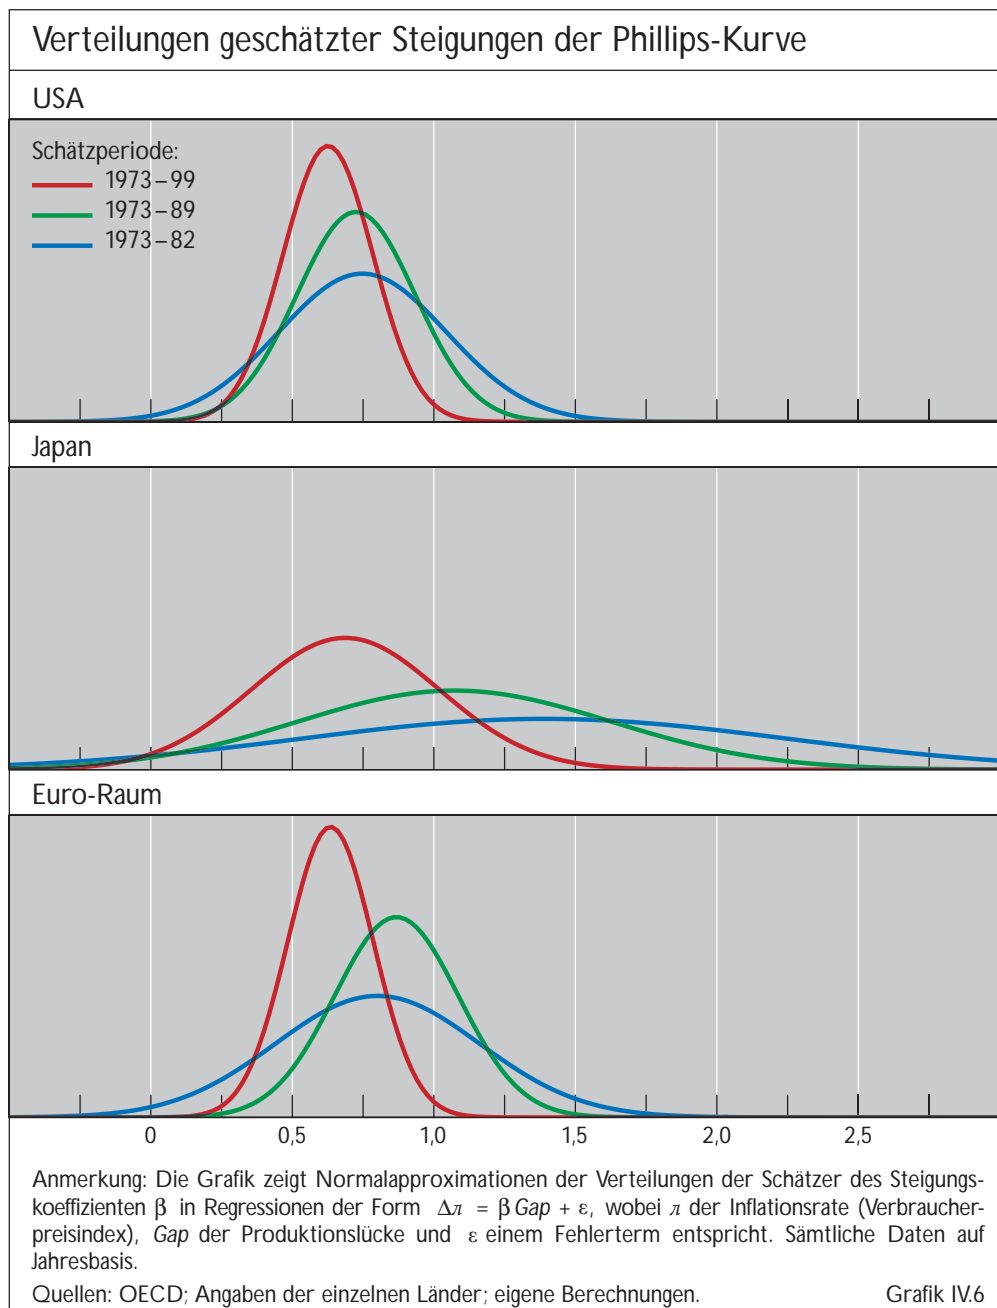 Verteilungen geschätzter Steigungen der Phillips-Kurve
USA
Schätzperiode:
1973–99
1973–89
1973–82
Japan
Euro-Raum
0 0,5 1,0 1,5 2,0 2,5
Anmerkung: Die Grafik zeigt Normalapproximationen der Verteilungen der Schätzer des Steigungs-
koeffizienten β in Regressionen der Form Δπ = β Gap + ε, wobei π der Inflationsrate (Verbraucher-
preisindex), Gap der Produktionslücke und ε einem Fehlerterm entspricht. Sämtliche Daten auf
Jahresbasis.
Quellen: OECD; Angaben der einzelnen Länder; eigene Berechnungen. Grafik IV.6